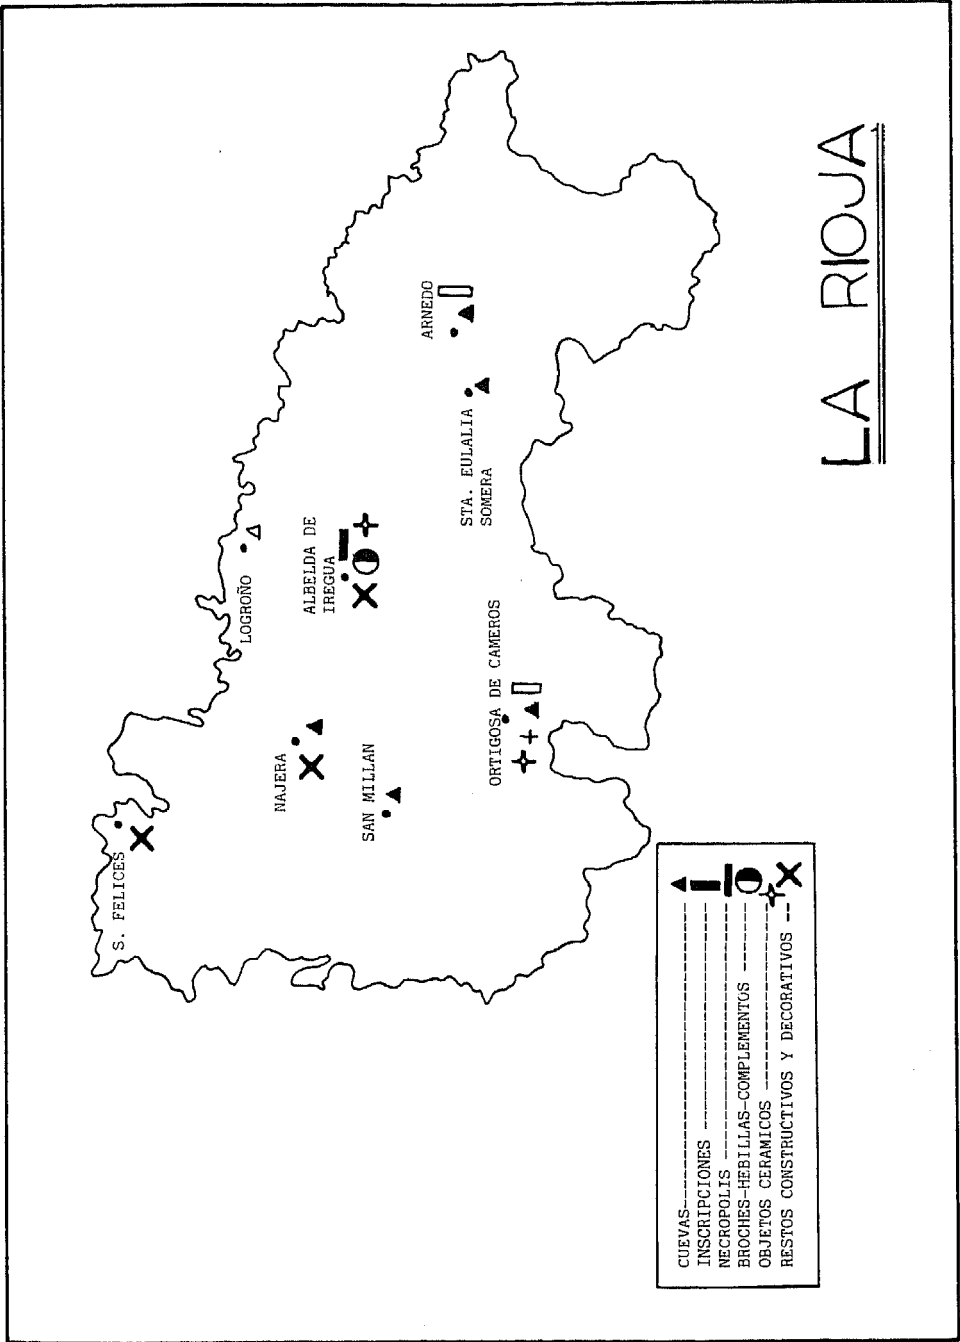 LA RIOJA
S. FELICES
NAJERA
SAN MILLAN
LOGROÑO
ALBELDA DE
IREGUA
ORTIGOSA DE CAMEROS
STA. EULALIA
SOMERA
ARNEDO
CUEVAS
INSCRIPCIONES
NECROPOLIS
BROCHES-HEBILLAS-COMPLEMENTOS
OBJETOS CERAMICOS
RESTOS CONSTRUCTIVOS Y DECORATIVOS